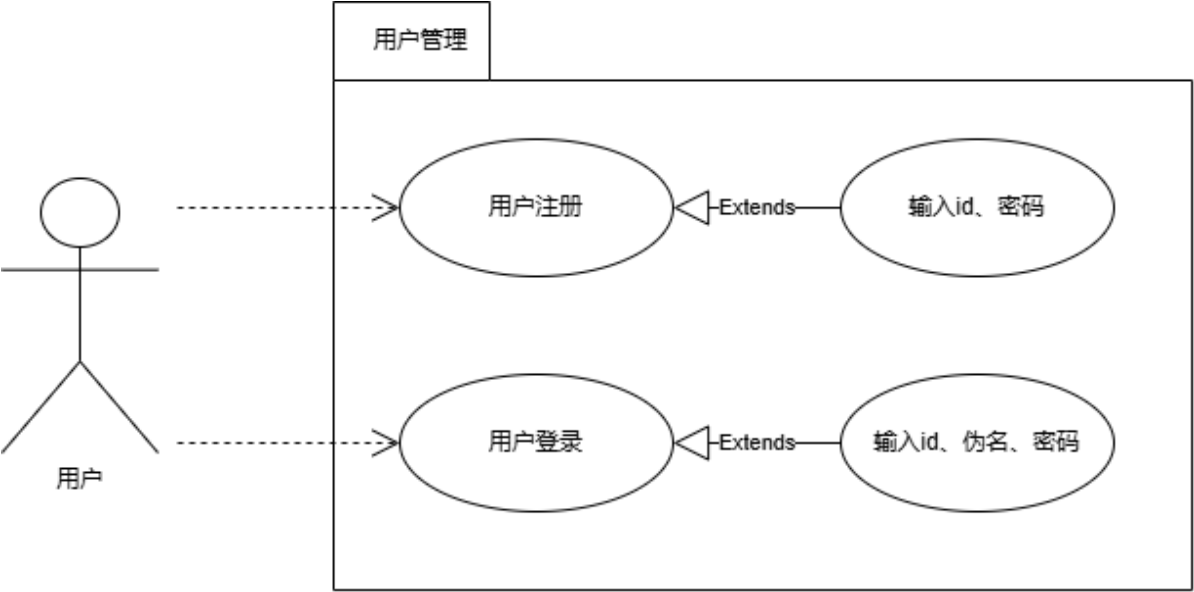 用户管理
用户注册
Extends
输入id、密码
用户登录
Extends
输入id、伪名、密码
用户